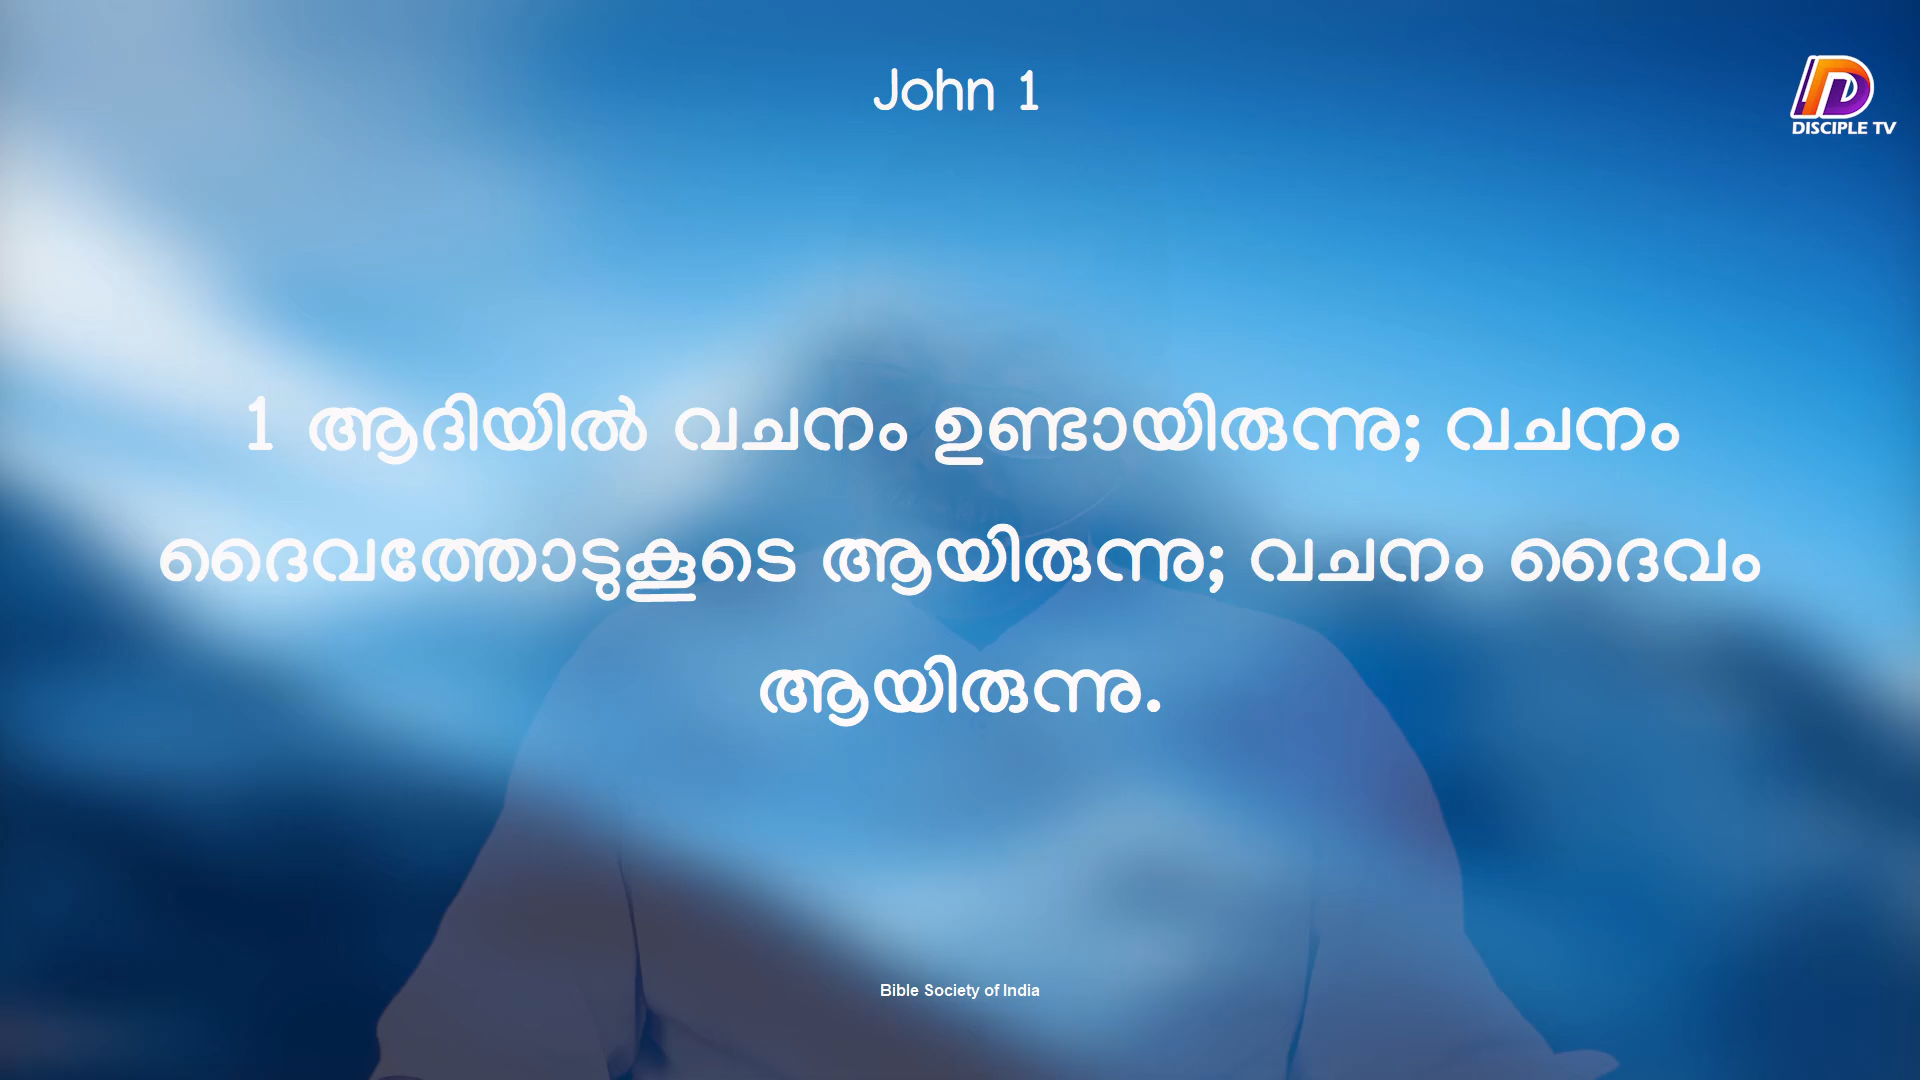 John 1
DISCIPLE TV
1 ആദിയിൽ വചനം ഉണ്ടായിരുന്നു; വചനം
ദൈവത്തോടുകൂടെ ആയിരുന്നു; വചനം ദൈവം
ആയിരുന്നു.
Bible Society of India